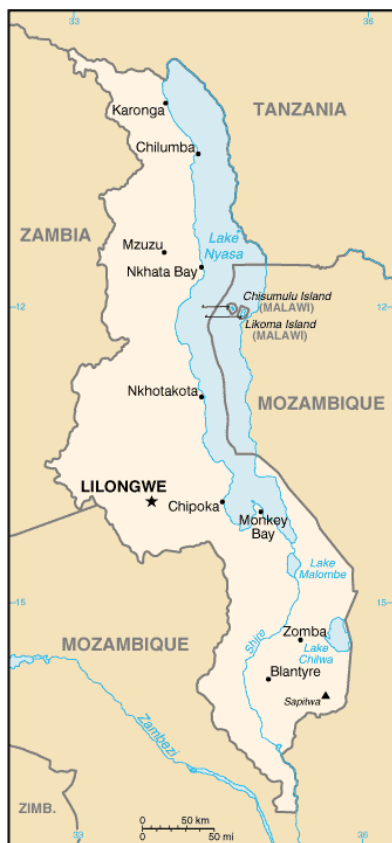 33
36
TANZANIA
Karonga
Chilumba
ZAMBIA
Lake
Nyasa
Mzuzu
Nkhata Bay
Chisumulu Island
(MALAWI)
12
12
Likoma Island
(MALAWI)
Nkhotakota
MOZAMBIQUE
LILONGWE
Chipoka
Monkey
Bay
Lake
Malombe
15
15
Zomba
Shire
Lake
Chilwa
MOZAMBIQUE
Blantyre
Sapitwa
Zambezi
ZIMB.
0
50 km
0
50 mi
33
36